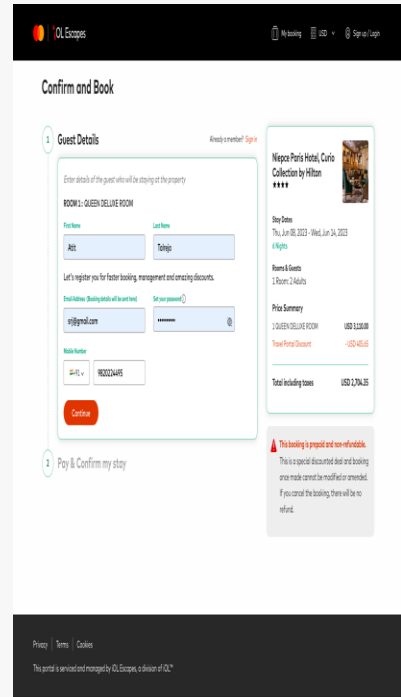 iOL Escapes
My booking
USD
Sign up / Login
Confirm and Book
1
Guest Details
Already a member? Sign in
Enter details of the guest who will be staying at the property
ROOM 1 : QUEEN DELUXE ROOM
First Name
Last Name
Atit
Talreja
Let's register you for faster booking, management and amazing discounts.
Email Address (Booking details will be sent here)
Set your password
srij@gmail.com
Mobile Number
+91
9820224495
Continue
2
Pay & Confirm my stay
Niepce Paris Hotel, Curio
Collection by Hilton
Stay Dates
Thu, Jun 08, 2023 - Wed, Jun 14,
2023
6 Nights
Rooms & Guests
1 Room: 2 Adults
Price Summary
1 QUEEN DELUXE ROOM
USD 3,110.00
Travel Portal Discount
- USD 405.65
Total including taxes
USD 2,704.35
This booking is prepaid and non-refundable.
This is a special discounted deal and booking
once made cannot be modified or amended.
If you cancel the booking, there will be no
refund.
Privacy | Terms | Cookies
This portal is serviced and managed by iOL Escapes, a division of iOL™